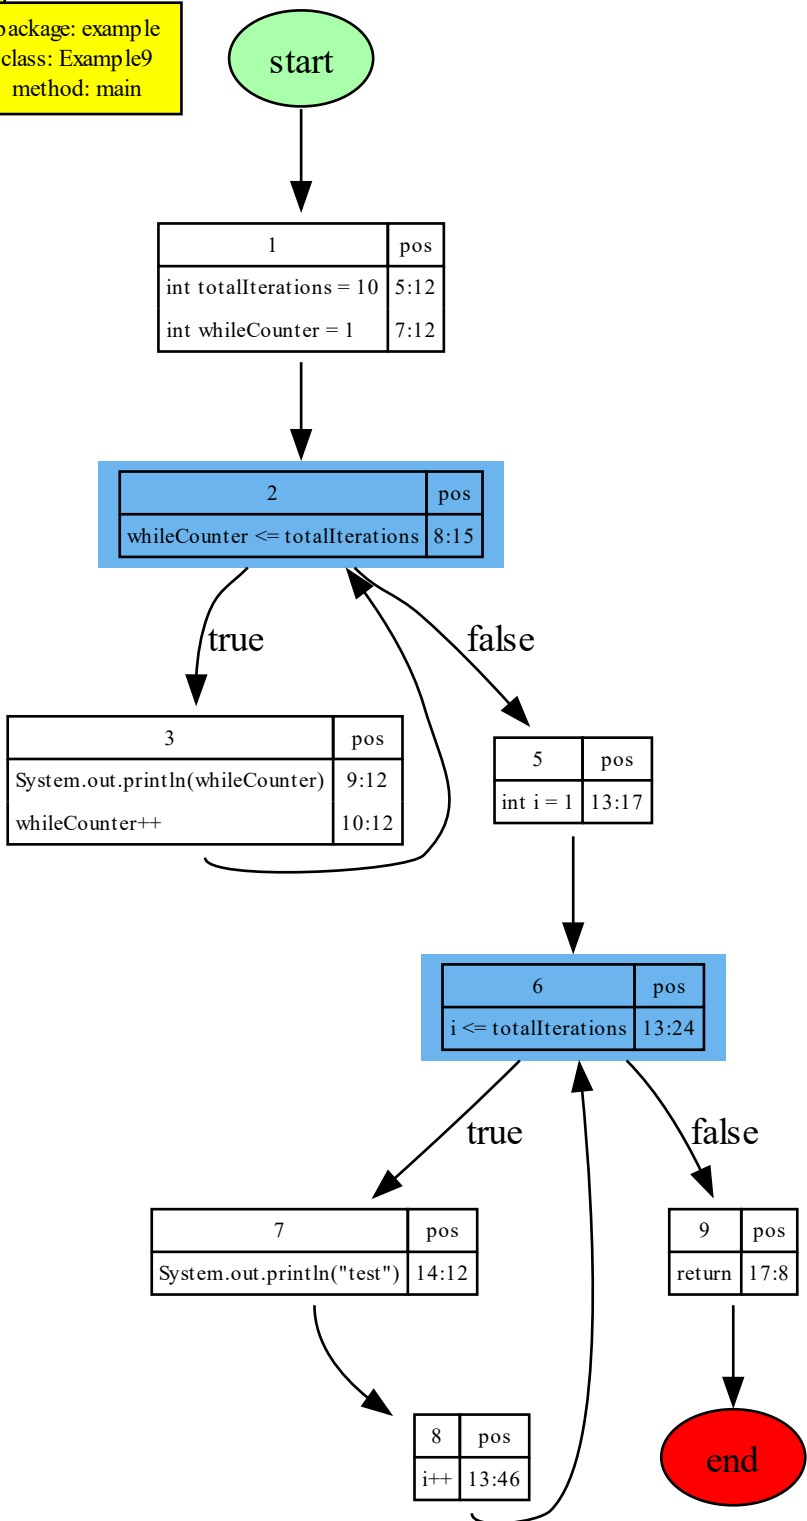 package: example
class: Example9
method: main
start
1 pos
int totalIterations = 10 5:12
int whileCounter = 1 7:12
2 pos
whileCounter <= totalIterations 8:15
true
false
3 pos
System.out.println(whileCounter) 9:12
whileCounter++ 10:12
5 pos
int i = 1 13:17
6 pos
i <= totalIterations 13:24
true
false
7 pos
System.out.println("test") 14:12
9 pos
return 17:8
8 pos
i++ 13:46
end